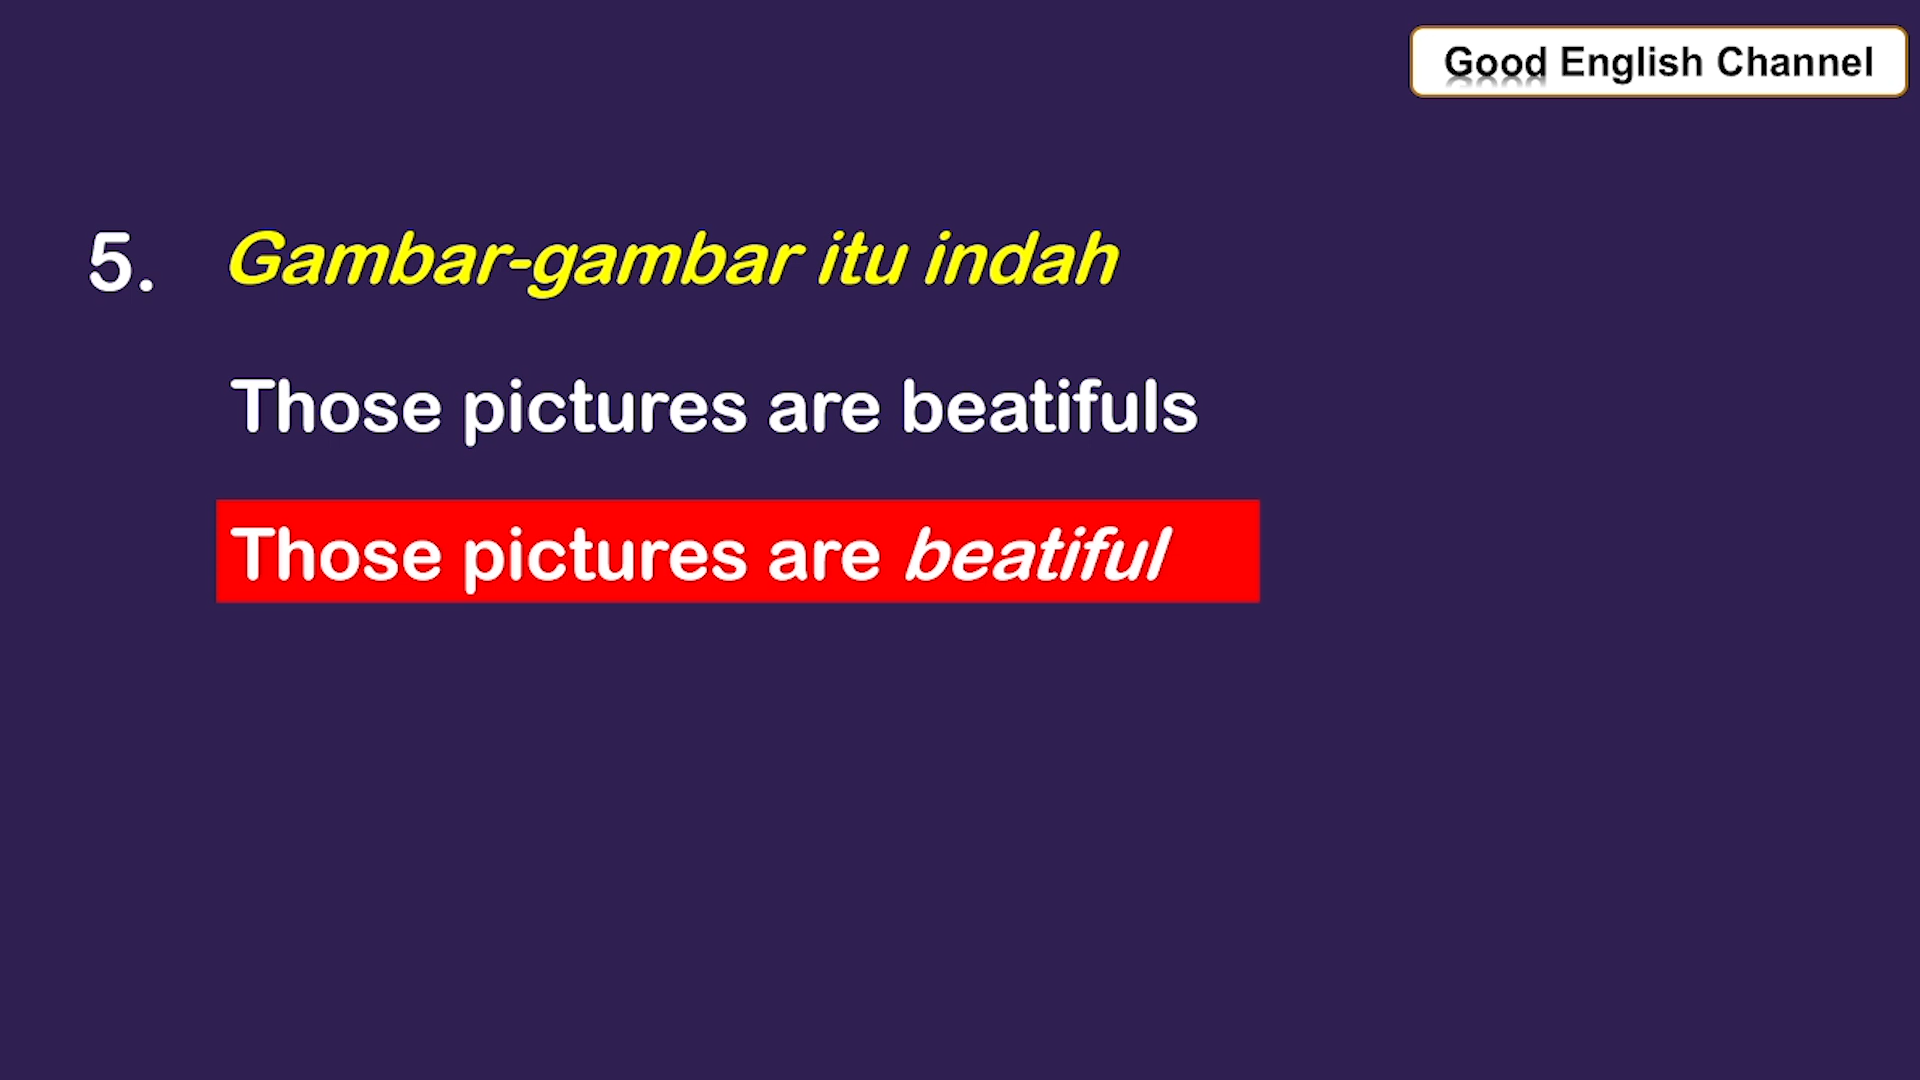 Good English Channel
5. Gambar-gambar itu indah
Those pictures are beatifuls
Those pictures are beatiful